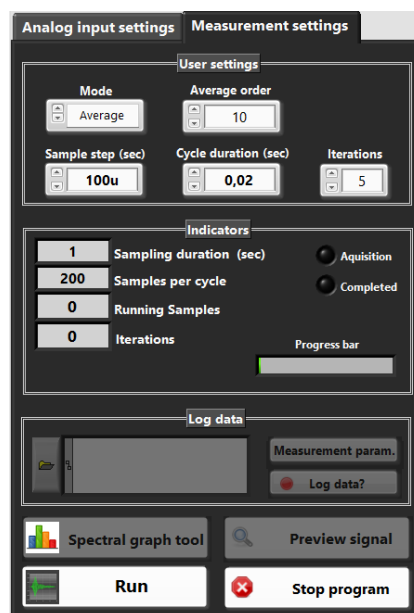 Analog input settings
Measurement settings
User settings
Mode
Average order
Average
10
Sample step (sec)
Cycle duration (sec)
Iterations
100u
0,02
5
Indicators
1
Sampling duration (sec)
Aquisition
200
Samples per cycle
Completed
0
Running Samples
0
Iterations
Progress bar
Log data
Measurement param.
Log data?
Spectral graph tool
Preview signal
Run
Stop program